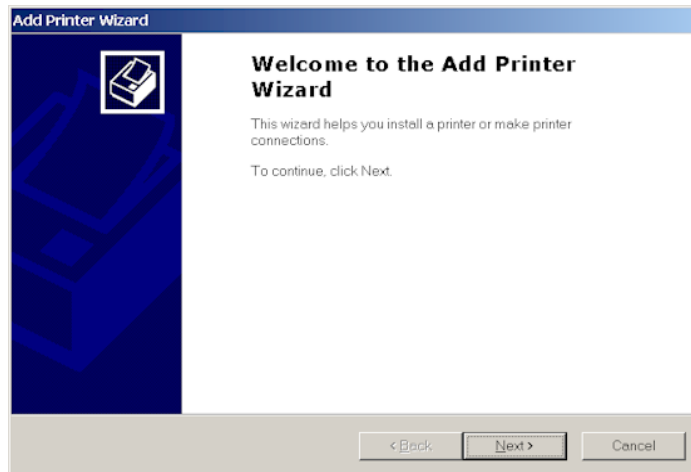 Add Printer Wizard
Welcome to the Add Printer
Wizard
This wizard helps you install a printer or make printer
connections.
To continue, click Next.
< Back Next > Cancel